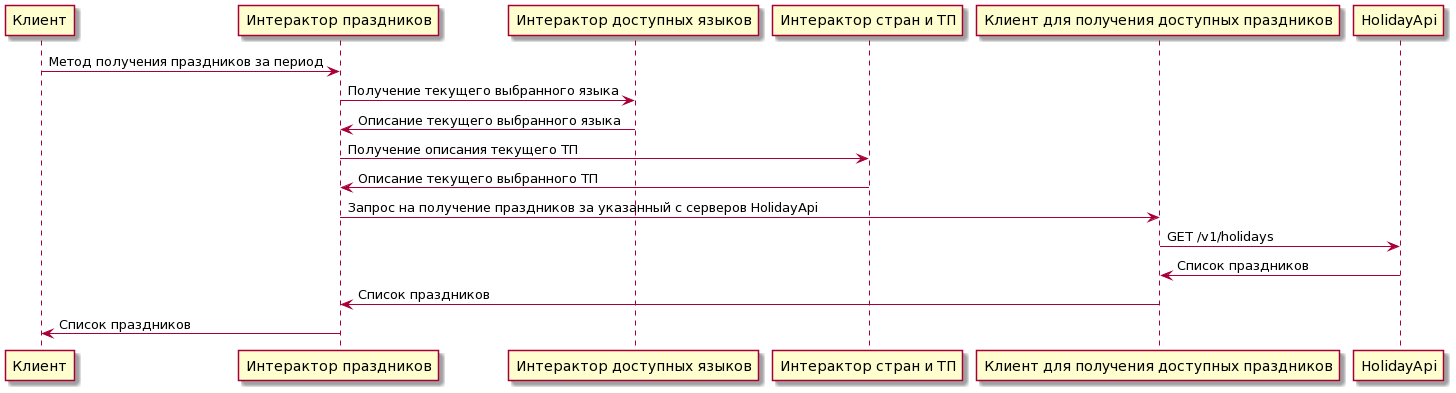 Клиент
Интерактор праздников
Интерактор доступных языков
Интерактор стран и ТП
Клиент для получения доступных праздников
HolidayApi
Метод получения праздников за период
Получение текущего выбранного языка
Описание текущего выбранного языка
Получение описания текущего ТП
Описание текущего выбранного ТП
Запрос на получение праздников за указанный с серверов HolidayApi
GET /v1/holidays
Список праздников
Список праздников
Список праздников
Клиент
Интерактор праздников
Интерактор доступных языков
Интерактор стран и ТП
Клиент для получения доступных праздников
HolidayApi